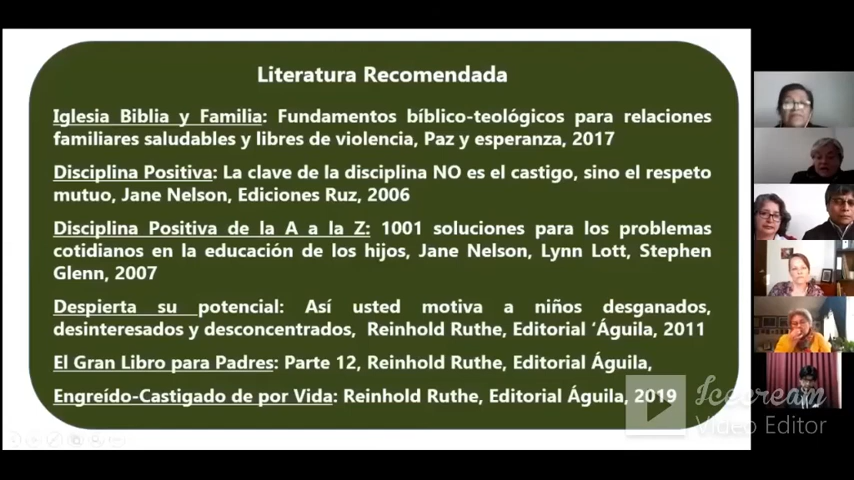 Literatura Recomendada
Iglesia Biblia y Familia: Fundamentos bíblico-teológicos para relaciones
familiares saludables y libres de violencia, Paz y esperanza, 2017
Disciplina Positiva: La clave de la disciplina NO es el castigo, sino el respeto
mutuo, Jane Nelson, Ediciones Ruz, 2006
Disciplina Positiva de la A a la Z: 1001 soluciones para los problemas
cotidianos en la educación de los hijos, Jane Nelson, Lynn Lott, Stephen
Glenn, 2007
Despierta su potencial: Así usted motiva a niños desganados,
desinteresados y desconcentrados, Reinhold Ruthe, Editorial ‘Águila, 2011
El Gran Libro para Padres: Parte 12, Reinhold Ruthe, Editorial Águila,
Engreído-Castigado de por Vida: Reinhold Ruthe, Editorial Águila, 2019
Icecream
Video Editor